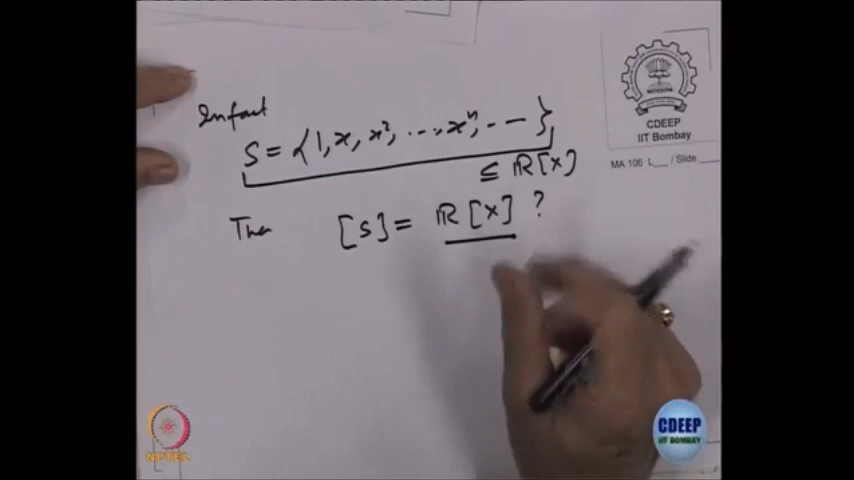 Infact
S = {1, x, x², ..., xⁿ, . . —}
⊆ ℝ[x]
Then [S] = ℝ[x] ?
CDEEP
IIT Bombay
MA 106 L___ / Slide ___
NPTEL
CDEEP
IIT BOMBAY